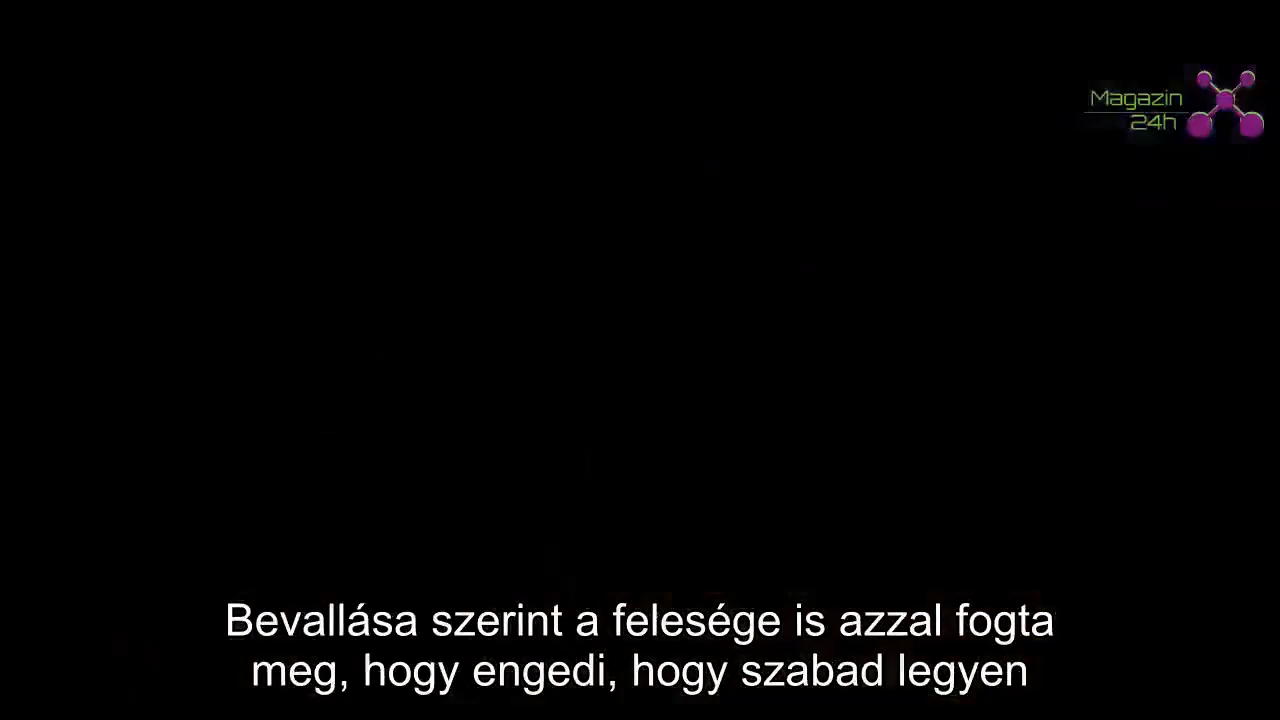 Magazin
24h
Bevallása szerint a felesége is azzal fogta
meg, hogy engedi, hogy szabad legyen